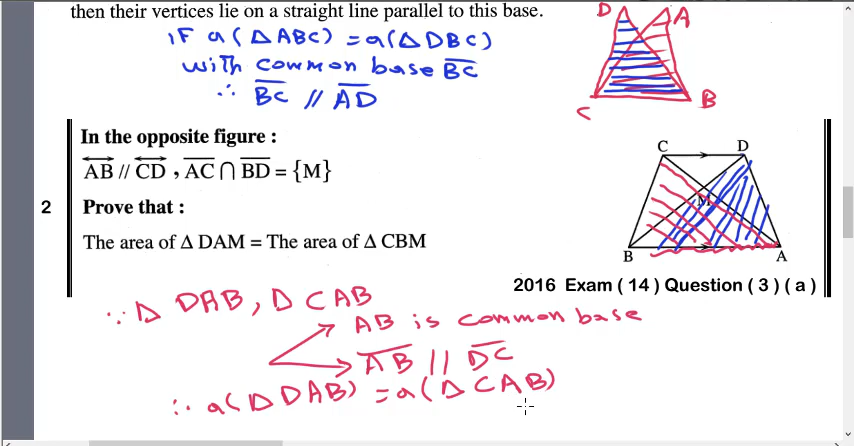 then their vertices lie on a straight line parallel to this base.
IF a(ΔABC) = a(ΔDBC)
with common base BC
∴ BC // AD
D A
C B
In the opposite figure :
AB // CD , AC ∩ BD = {M}
2 Prove that :
The area of Δ DAM = The area of Δ CBM
C D
M
B A
2016 Exam ( 14 ) Question ( 3 ) ( a )
∵ Δ DAB, Δ CAB
AB is common base
AB // DC
∴ a(Δ DAB) = a(Δ CAB)